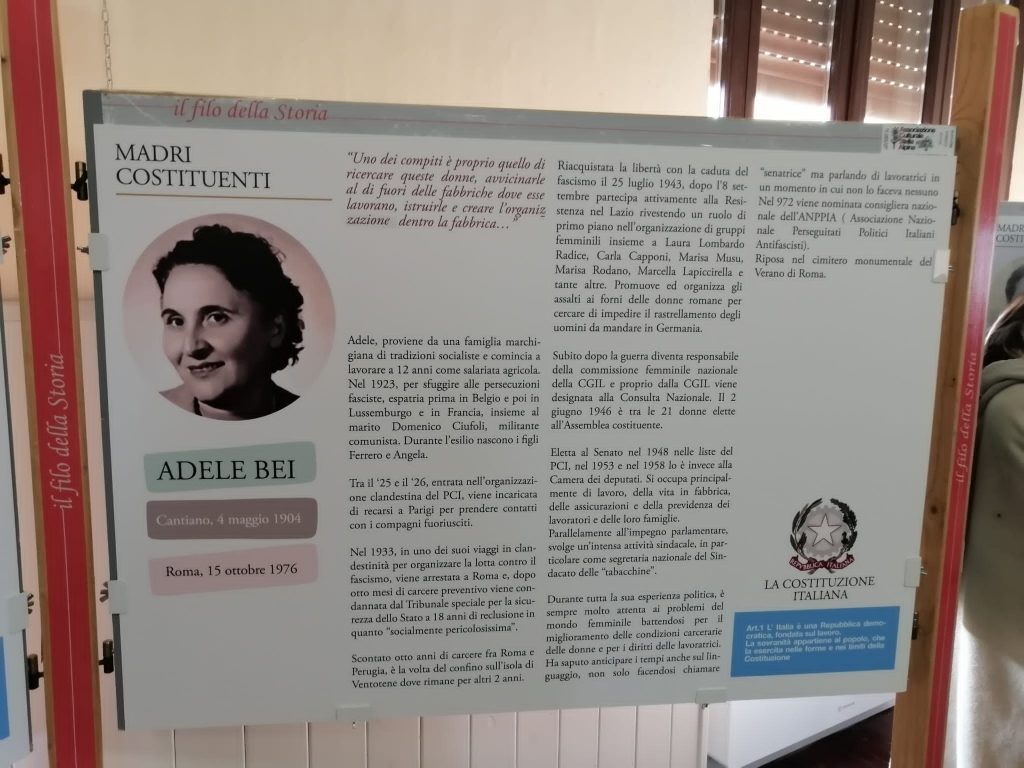 il filo della Storia
Associazione
Culturale
MADRI
COSTITUENTI
ADELE BEI
Cantiano, 4 maggio 1904
Roma, 15 ottobre 1976
"Uno dei compiti è proprio quello di
ricercare queste donne, avvicinarle
al di fuori delle fabbriche dove esse
lavorano, istruirle e creare l'organiz
zazione dentro la fabbrica…"
Adele, proviene da una famiglia marchi-
giana di tradizioni socialiste e comincia a
lavorare a 12 anni come salariata agricola.
Nel 1923, per sfuggire alle persecuzioni
fasciste, espatria prima in Belgio e poi in
Lussemburgo e in Francia, insieme al
marito Domenico Ciufoli, militante
comunista. Durante l'esilio nascono i figli
Ferrero e Angela.
Tra il '25 e il '26, entrata nell'organizzazi-
one clandestina del PCI, viene incaricata
di recarsi a Parigi per prendere contatti
con i compagni fuoriusciti.
Nel 1933, in uno dei suoi viaggi in clan-
destinità per organizzare la lotta contro il
fascismo, viene arrestata a Roma e, dopo
otto mesi di carcere preventivo viene con-
dannata dal Tribunale speciale per la sicu-
rezza dello Stato a 18 anni di reclusione in
quanto "socialmente pericolosissima".
Scontato otto anni di carcere fra Roma e
Perugia, è la volta del confino sull'isola di
Ventotene dove rimane per altri 2 anni.
Riacquistata la libertà con la caduta del
fascismo il 25 luglio 1943, dopo l'8 set-
tembre partecipa attivamente alla Resi-
stenza nel Lazio rivestendo un ruolo di
primo piano nell'organizzazione di gruppi
femminili insieme a Laura Lombardo
Radice, Carla Capponi, Marisa Musu,
Marisa Rodano, Marcella Lapiccirella e
tante altre. Promuove ed organizza gli
assalti ai forni delle donne romane per
cercare di impedire il rastrellamento degli
uomini da mandare in Germania.
Subito dopo la guerra diventa responsabile
della commissione femminile nazionale
della CGIL e proprio dalla CGIL viene
designata alla Consulta Nazionale. Il 2
giugno 1946 è tra le 21 donne elette
all'Assemblea costituente.
Eletta al Senato nel 1948 nelle liste del
PCI, nel 1953 e nel 1958 lo è invece alla
Camera dei deputati. Si occupa principal-
mente di lavoro, della vita in fabbrica,
delle assicurazioni e della previdenza dei
lavoratori e delle loro famiglie.
Parallelamente all'impegno parlamentare,
svolge un'intensa attività sindacale, in par-
ticolare come segretaria nazionale del Sin-
dacato delle "tabacchine".
Durante tutta la sua esperienza politica, è
sempre molto attenta ai problemi del
mondo femminile battendosi per il
miglioramento delle condizioni carcerarie
delle donne e per i diritti delle lavoratrici.
Ha saputo anticipare i tempi anche sul lin-
guaggio, non solo facendosi chiamare
"senatrice" ma parlando di lavoratrici in
un momento in cui non lo faceva nessuno
Nel 972 viene nominata consigliera nazio-
nale dell'ANPPIA ( Associazione Nazio-
nale Perseguitati Politici Italiani
Antifascisti).
Riposa nel cimitero monumentale del
Verano di Roma.
REPVBBLICA ITALIANA
LA COSTITUZIONE
ITALIANA
Art.1 L' Italia è una Repubblica demo-
cratica, fondata sul lavoro.
La sovranità appartiene al popolo, che
la esercita nelle forme e nei limiti della
Costituzione
il filo della Storia
il filo della Storia
MADRI